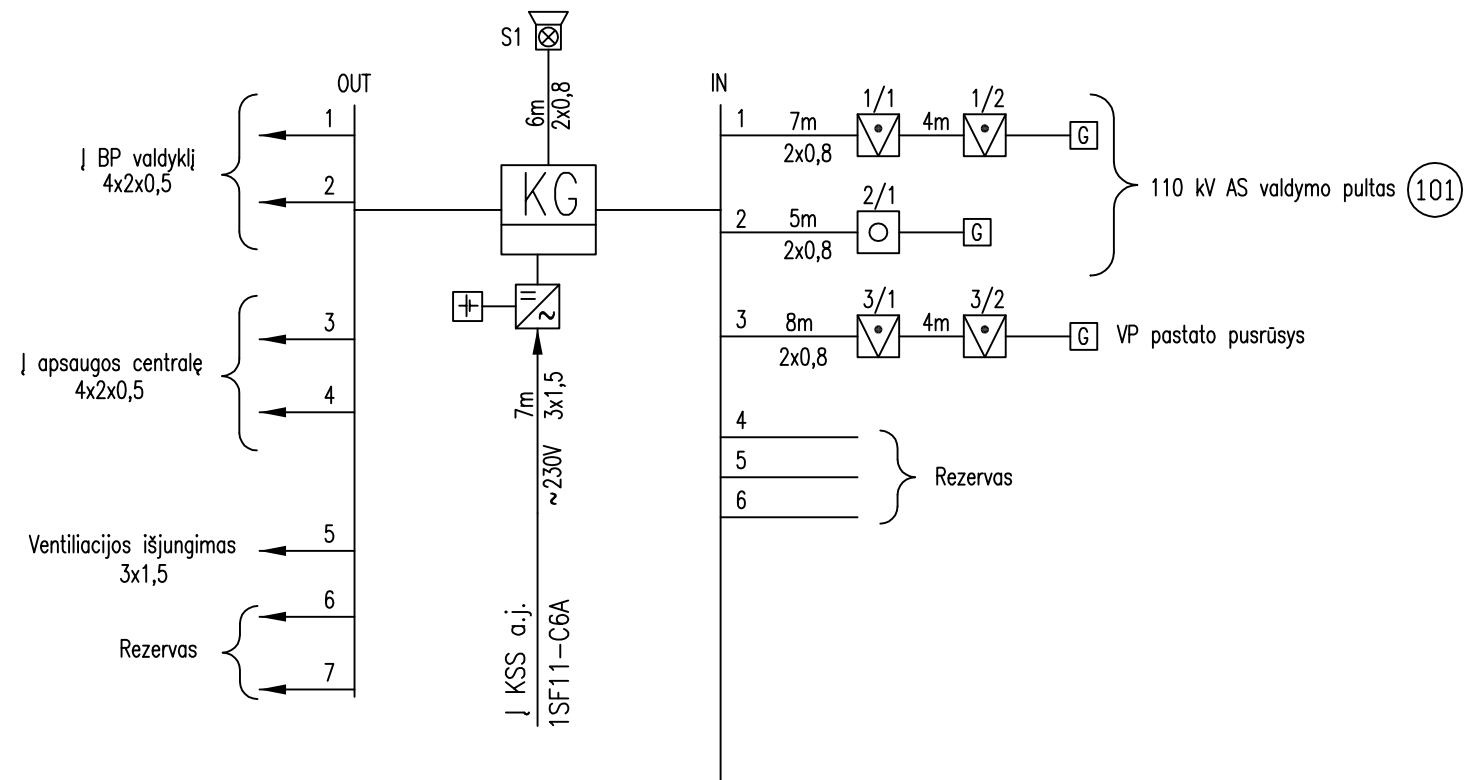 S1
6m
2x0,8
OUT
1
2
Į BP valdyklį
4x2x0,5
3
4
Į apsaugos centralę
4x2x0,5
5
Ventiliacijos išjungimas
3x1,5
6
7
Rezervas
KG
7m
3x1,5
~230V
Į KSS a.j.
1SF11-C6A
IN
1
7m
2x0,8
1/1
4m
1/2
G
2
5m
2x0,8
2/1
G
110 kV AS valdymo pultas
101
3
8m
2x0,8
3/1
4m
3/2
G
VP pastato pusrūsys
4
5
6
Rezervas